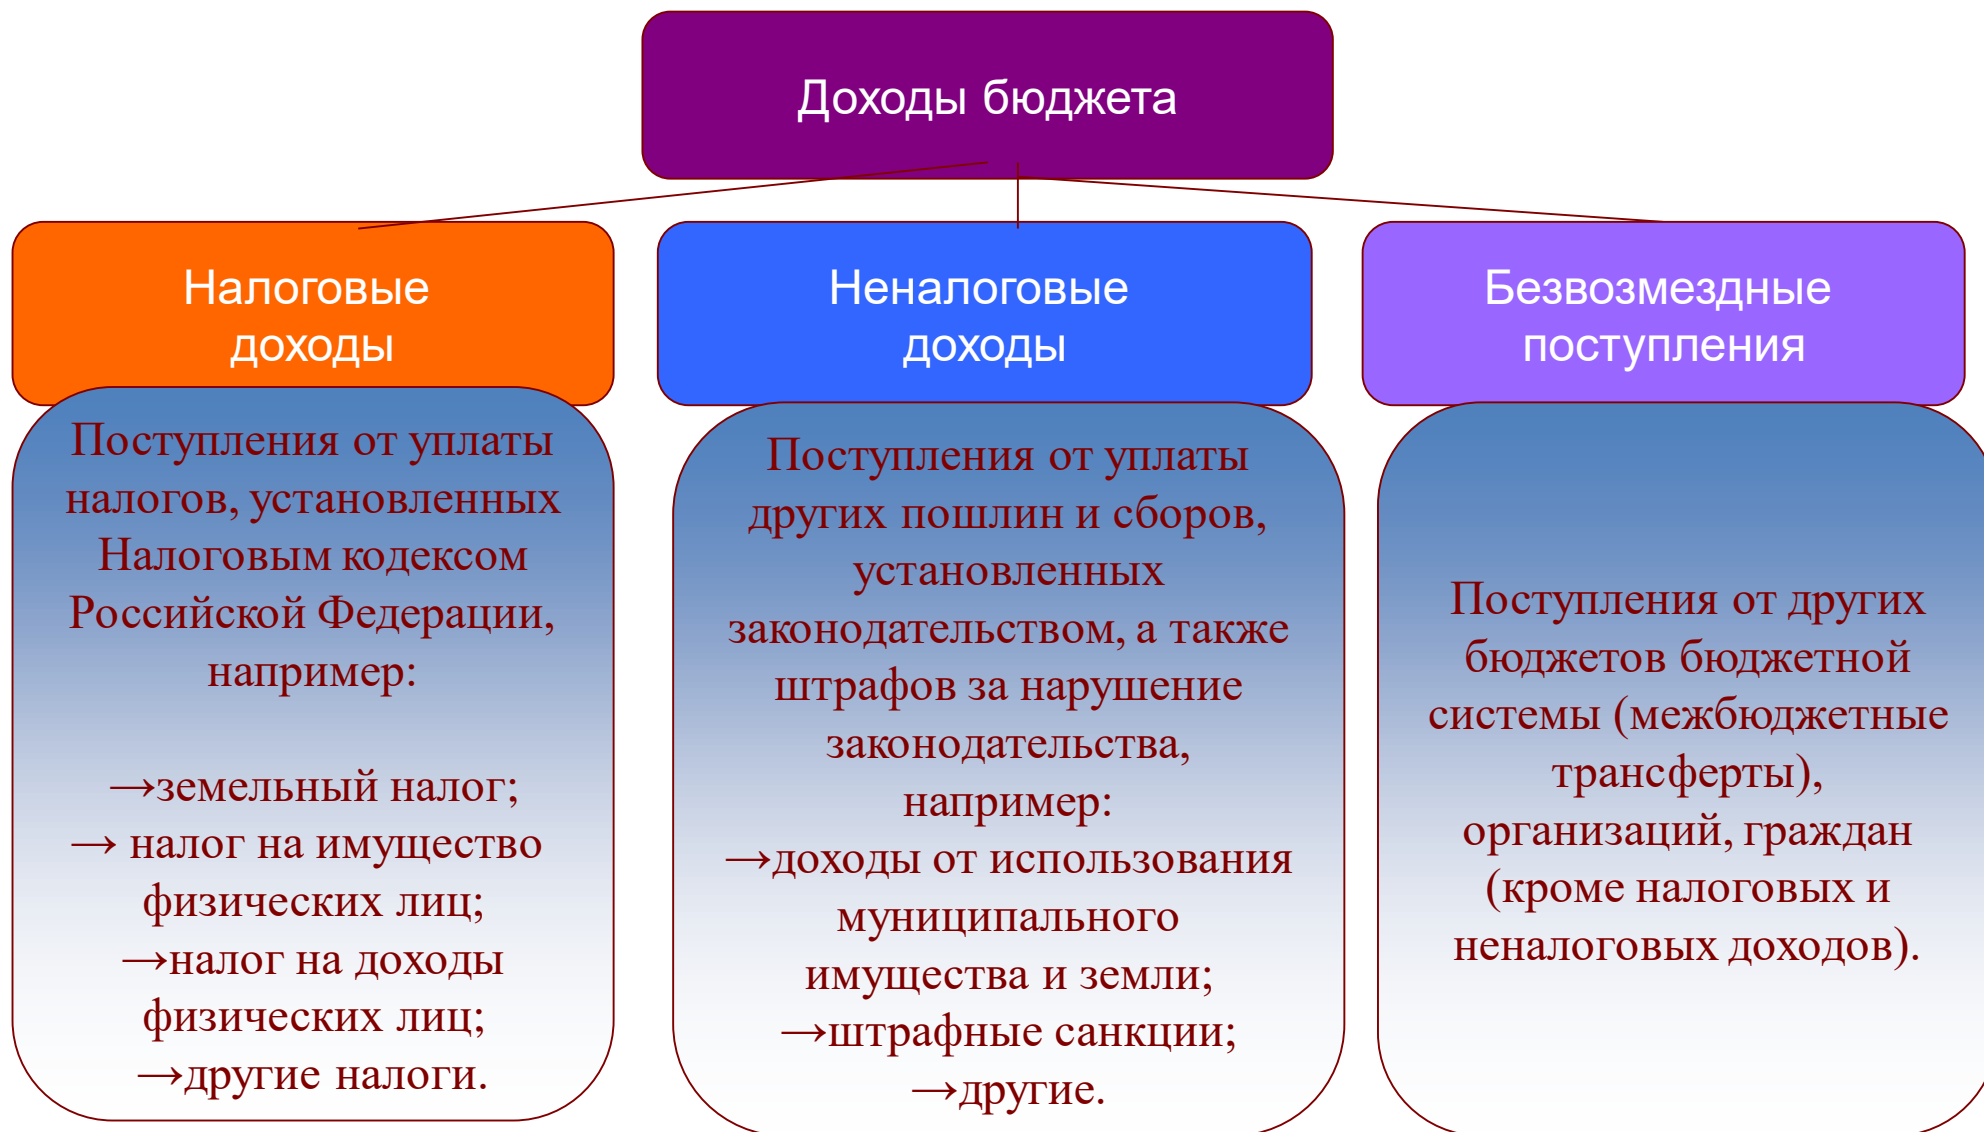 Доходы бюджета
Налоговые
доходы
Поступления от уплаты
налогов, установленных
Налоговым кодексом
Российской Федерации,
например:
→земельный налог;
→ налог на имущество
физических лиц;
→налог на доходы
физических лиц;
→другие налоги.
Неналоговые
доходы
Поступления от уплаты
других пошлин и сборов,
установленных
законодательством, а также
штрафов за нарушение
законодательства,
например:
→доходы от использования
муниципального
имущества и земли;
→штрафные санкции;
→другие.
Безвозмездные
поступления
Поступления от других
бюджетов бюджетной
системы (межбюджетные
трансферты),
организаций, граждан
(кроме налоговых и
неналоговых доходов).